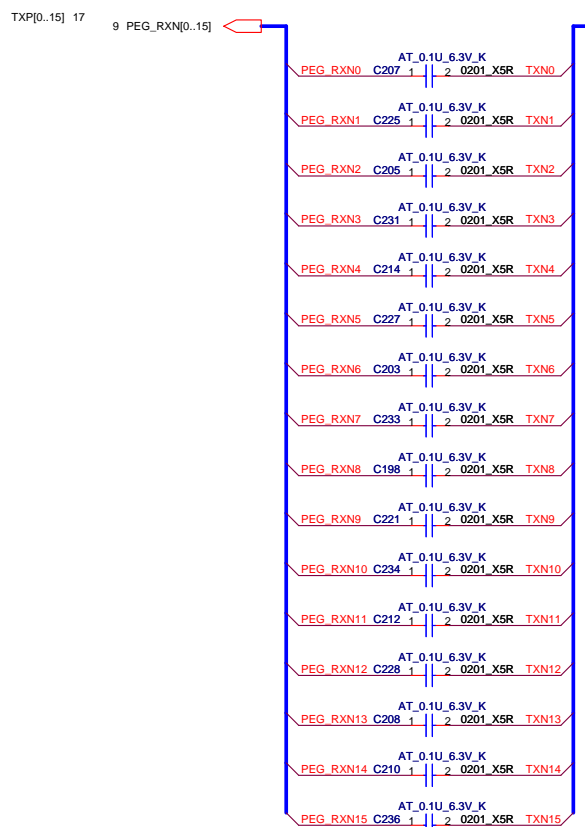 TXP[0..15] 17
9 PEG_RXN[0..15]
AT_0.1U_6.3V_K
PEG_RXN0 C207 1 2 0201_X5R TXN0
AT_0.1U_6.3V_K
PEG_RXN1 C225 1 2 0201_X5R TXN1
AT_0.1U_6.3V_K
PEG_RXN2 C205 1 2 0201_X5R TXN2
AT_0.1U_6.3V_K
PEG_RXN3 C231 1 2 0201_X5R TXN3
AT_0.1U_6.3V_K
PEG_RXN4 C214 1 2 0201_X5R TXN4
AT_0.1U_6.3V_K
PEG_RXN5 C227 1 2 0201_X5R TXN5
AT_0.1U_6.3V_K
PEG_RXN6 C203 1 2 0201_X5R TXN6
AT_0.1U_6.3V_K
PEG_RXN7 C233 1 2 0201_X5R TXN7
AT_0.1U_6.3V_K
PEG_RXN8 C198 1 2 0201_X5R TXN8
AT_0.1U_6.3V_K
PEG_RXN9 C221 1 2 0201_X5R TXN9
AT_0.1U_6.3V_K
PEG_RXN10 C234 1 2 0201_X5R TXN10
AT_0.1U_6.3V_K
PEG_RXN11 C212 1 2 0201_X5R TXN11
AT_0.1U_6.3V_K
PEG_RXN12 C228 1 2 0201_X5R TXN12
AT_0.1U_6.3V_K
PEG_RXN13 C208 1 2 0201_X5R TXN13
AT_0.1U_6.3V_K
PEG_RXN14 C210 1 2 0201_X5R TXN14
AT_0.1U_6.3V_K
PEG_RXN15 C236 1 2 0201_X5R TXN15